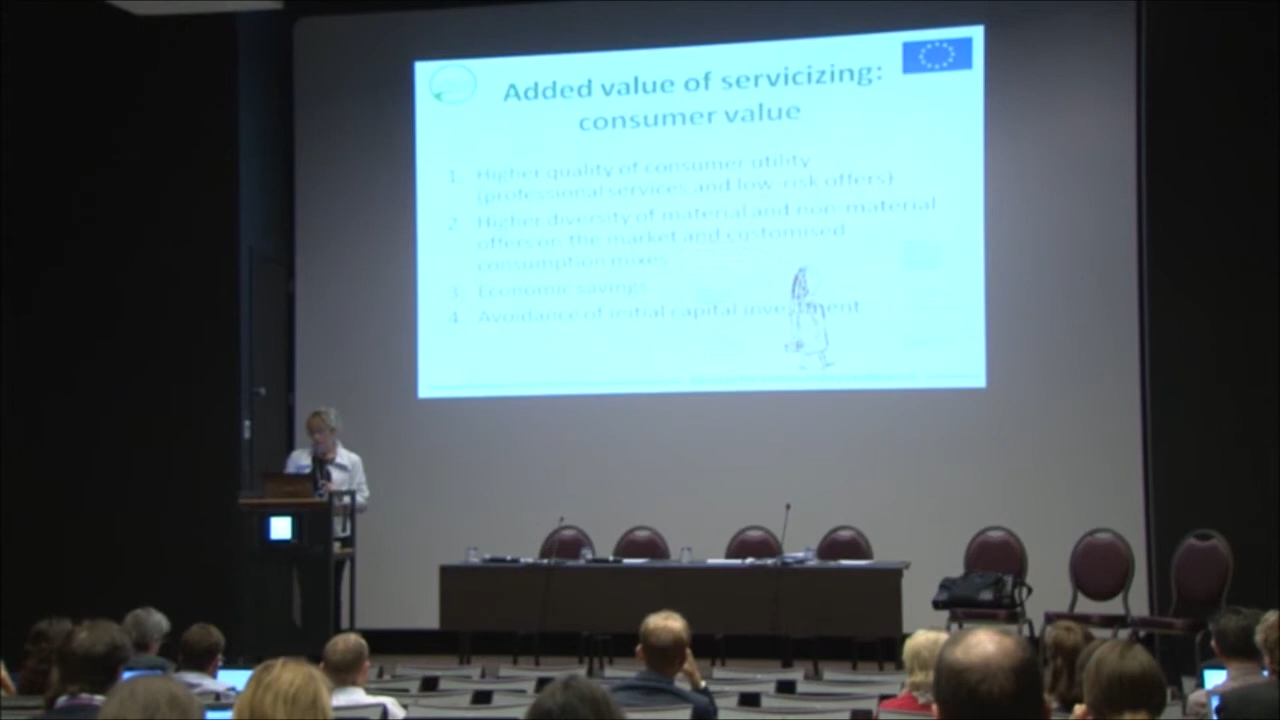 Added value of servicizing:
consumer value
1. Higher quality of consumer utility
(professional services and low-risk offers)
2. Higher diversity of material and non-material
offers on the market and customised
consumption mixes
3. Economic savings
4. Avoidance of initial capital investment